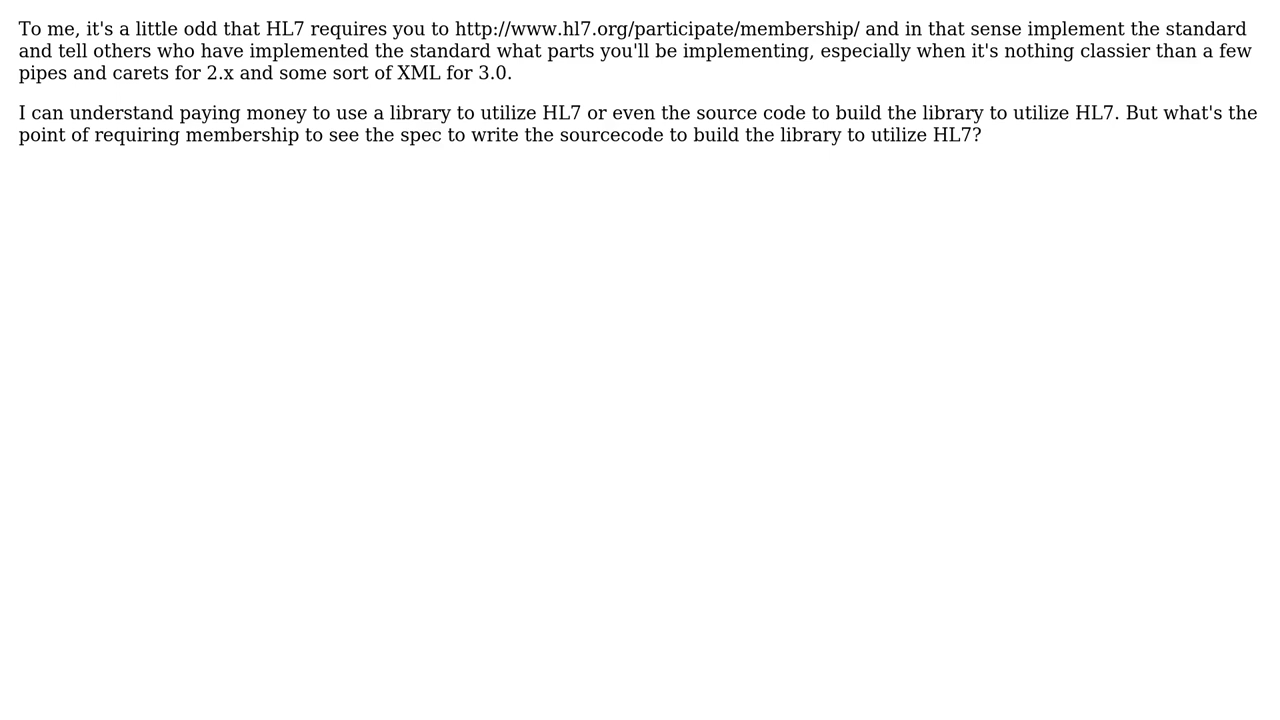 To me, it's a little odd that HL7 requires you to http://www.hl7.org/participate/membership/ and in that sense implement the standard
and tell others who have implemented the standard what parts you'll be implementing, especially when it's nothing classier than a few
pipes and carets for 2.x and some sort of XML for 3.0.
I can understand paying money to use a library to utilize HL7 or even the source code to build the library to utilize HL7. But what's the
point of requiring membership to see the spec to write the sourcecode to build the library to utilize HL7?